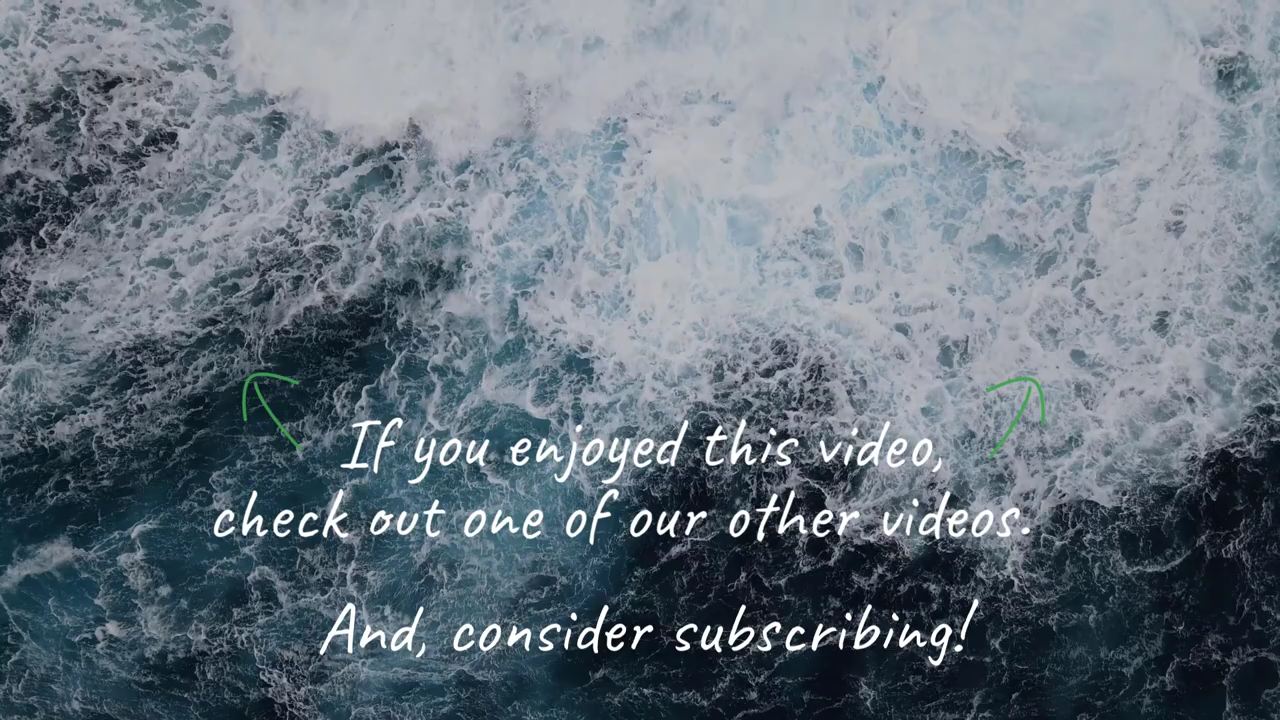 If you enjoyed this video,
check out one of our other videos.
And, consider subscribing!